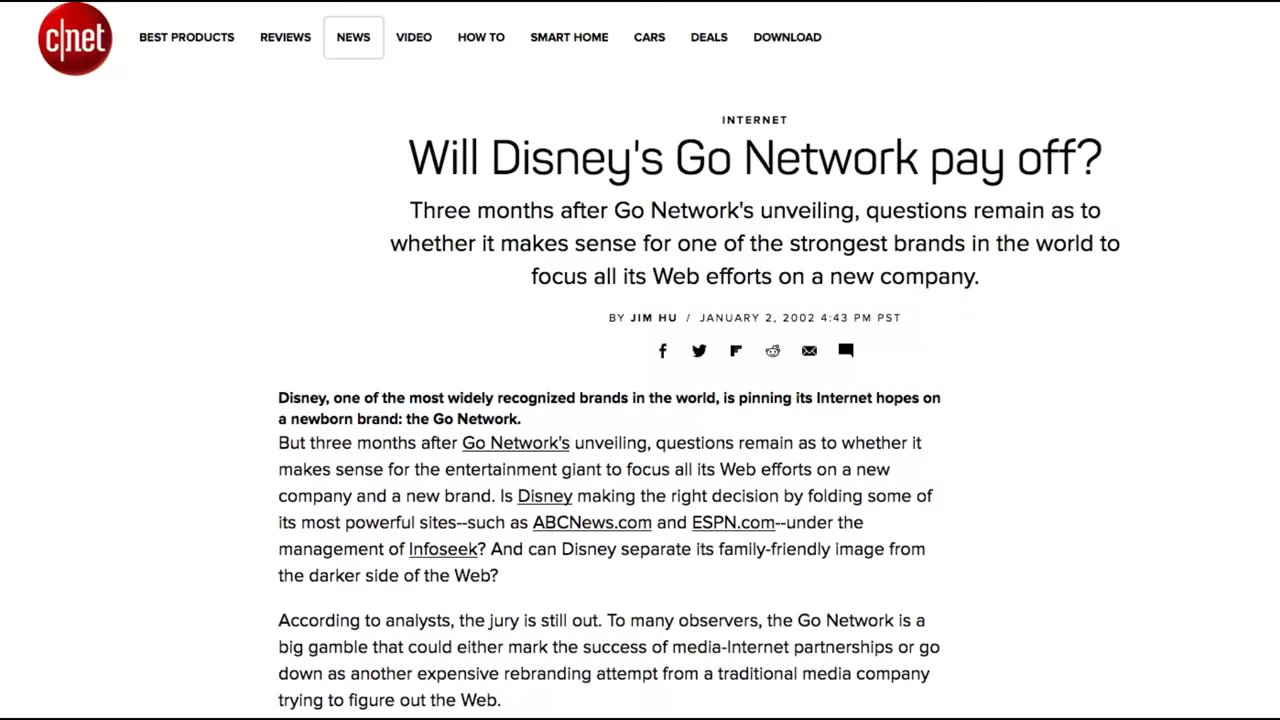 c|net
BEST PRODUCTS REVIEWS NEWS VIDEO HOW TO SMART HOME CARS DEALS DOWNLOAD
INTERNET
Will Disney's Go Network pay off?
Three months after Go Network's unveiling, questions remain as to
whether it makes sense for one of the strongest brands in the world to
focus all its Web efforts on a new company.
BY JIM HU / JANUARY 2, 2002 4:43 PM PST
Disney, one of the most widely recognized brands in the world, is pinning its Internet hopes on
a newborn brand: the Go Network.
But three months after Go Network's unveiling, questions remain as to whether it
makes sense for the entertainment giant to focus all its Web efforts on a new
company and a new brand. Is Disney making the right decision by folding some of
its most powerful sites--such as ABCNews.com and ESPN.com--under the
management of Infoseek? And can Disney separate its family-friendly image from
the darker side of the Web?
According to analysts, the jury is still out. To many observers, the Go Network is a
big gamble that could either mark the success of media-Internet partnerships or go
down as another expensive rebranding attempt from a traditional media company
trying to figure out the Web.